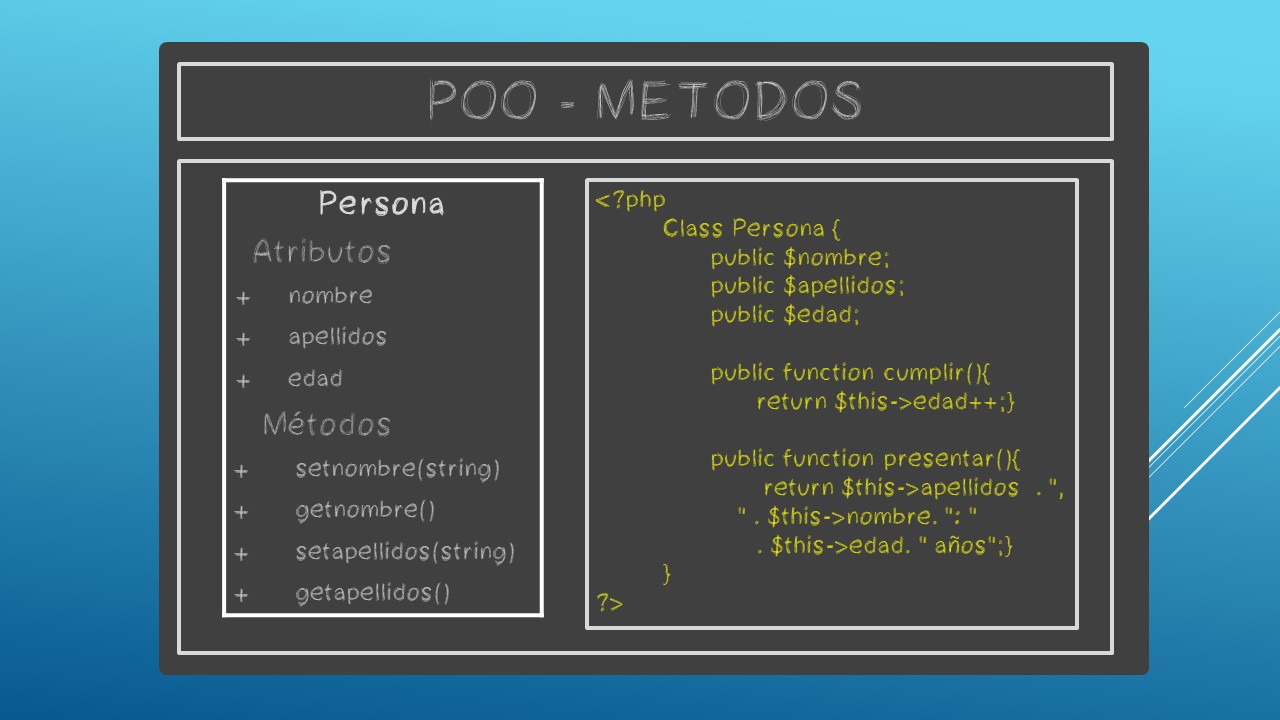 POO - METODOS
Persona
Atributos
+ nombre
+ apellidos
+ edad
Métodos
+ setnombre(string)
+ getnombre()
+ setapellidos(string)
+ getapellidos()
<?php
Class Persona {
public $nombre;
public $apellidos;
public $edad;
public function cumplir(){
return $this->edad++;}
public function presentar(){
return $this->apellidos . ",
" . $this->nombre. ": "
. $this->edad. " años";}
}
?>